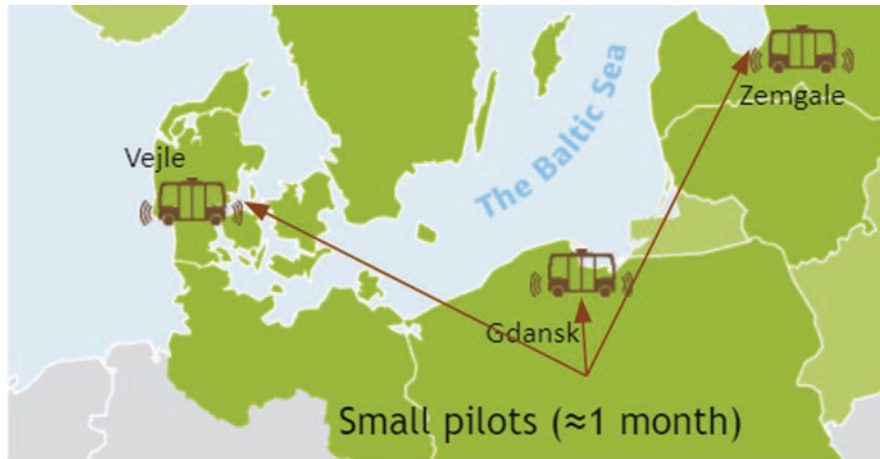 The Baltic Sea
Zemgale
Vejle
Gdansk
Small pilots (≈1 month)